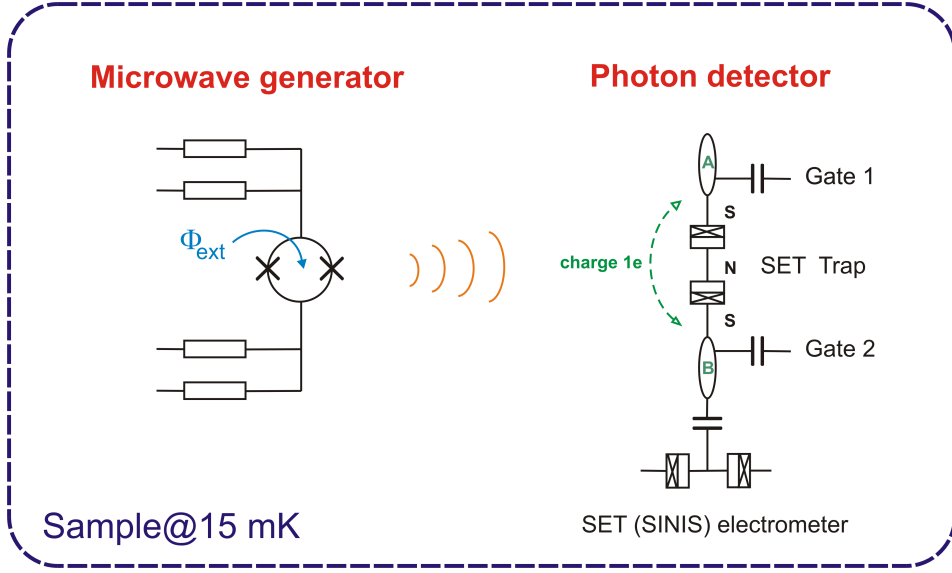 Microwave generator
Photon detector
A
Gate 1
S
Φext
charge 1e
N
SET Trap
S
Gate 2
B
Sample@15 mK
SET (SINIS) electrometer